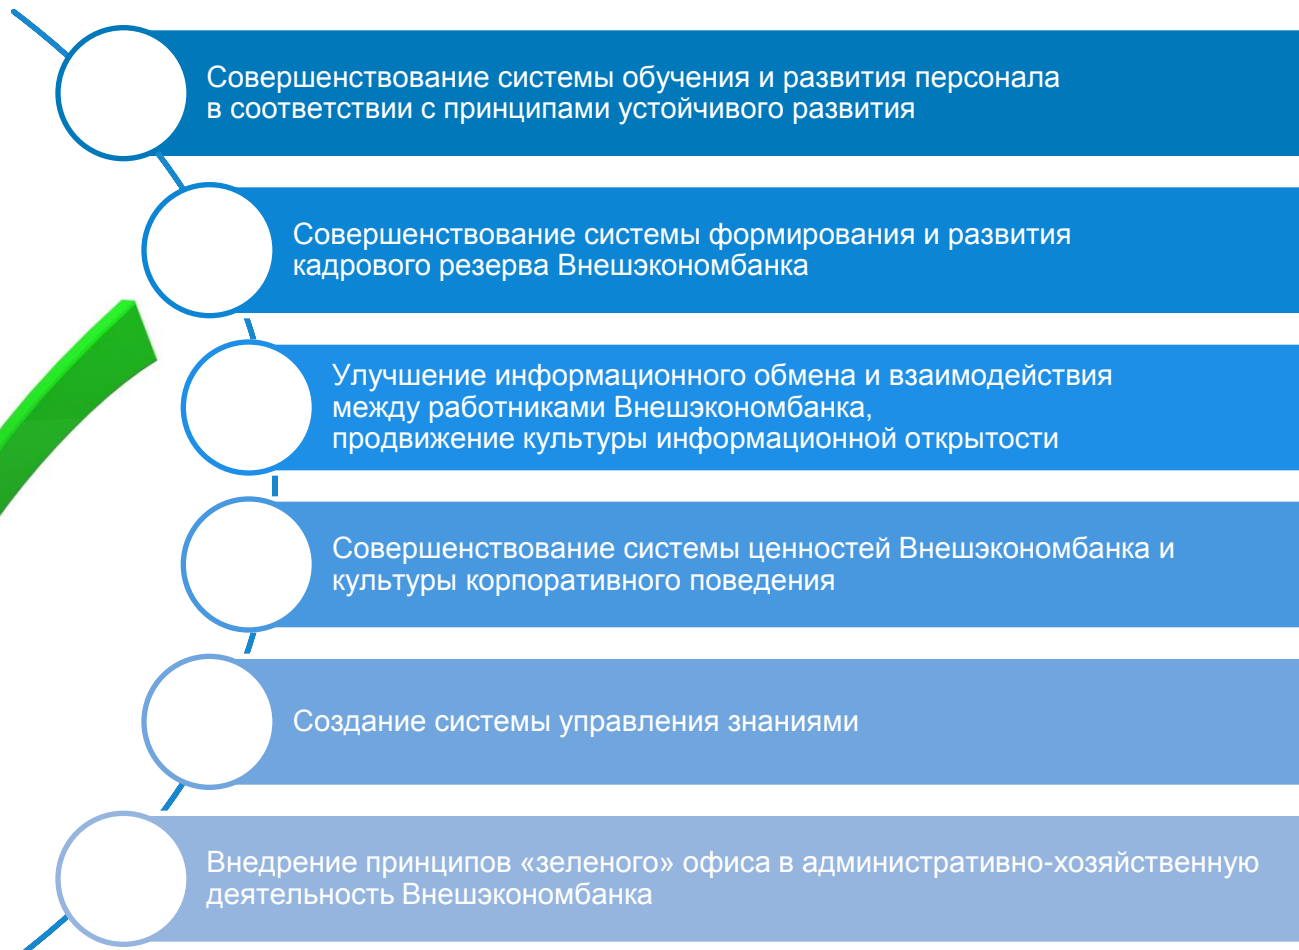 Совершенствование системы обучения и развития персонала
в соответствии с принципами устойчивого развития
Совершенствование системы формирования и развития
кадрового резерва Внешэкономбанка
Улучшение информационного обмена и взаимодействия
между работниками Внешэкономбанка,
продвижение культуры информационной открытости
Совершенствование системы ценностей Внешэкономбанка и
культуры корпоративного поведения
Создание системы управления знаниями
Внедрение принципов «зеленого» офиса в административно-хозяйственную
деятельность Внешэкономбанка